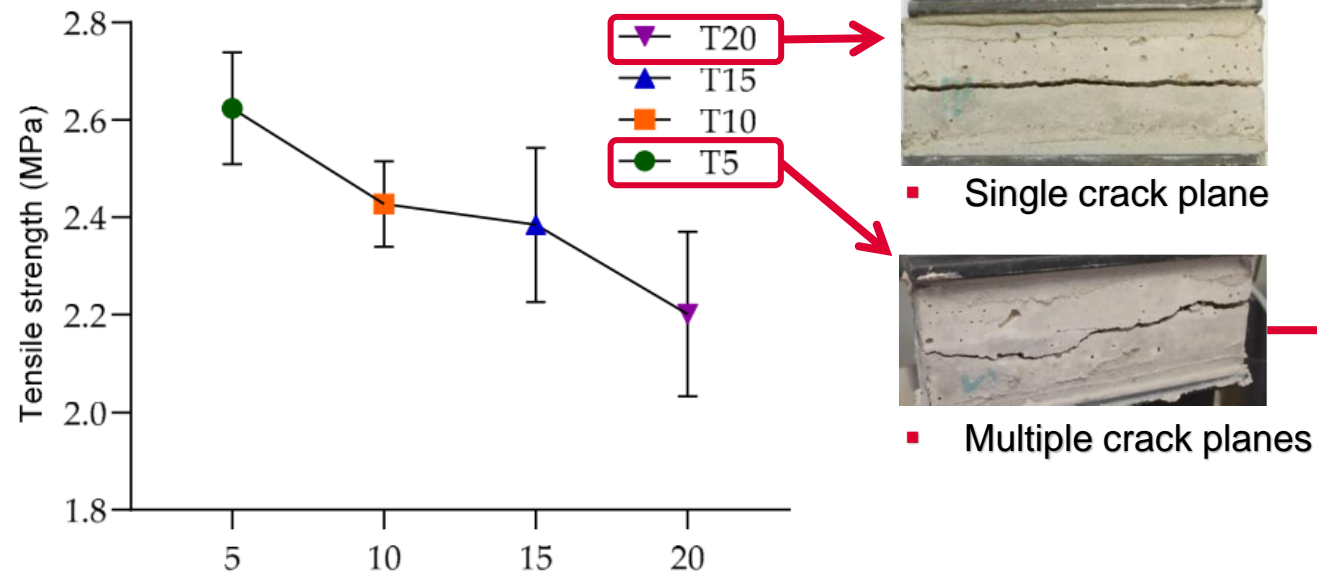 2.8
2.6
2.4
2.2
2.0
1.8
Tensile strength (MPa)
5 10 15 20
T20
T15
T10
T5
▪ Single crack plane
▪ Multiple crack planes